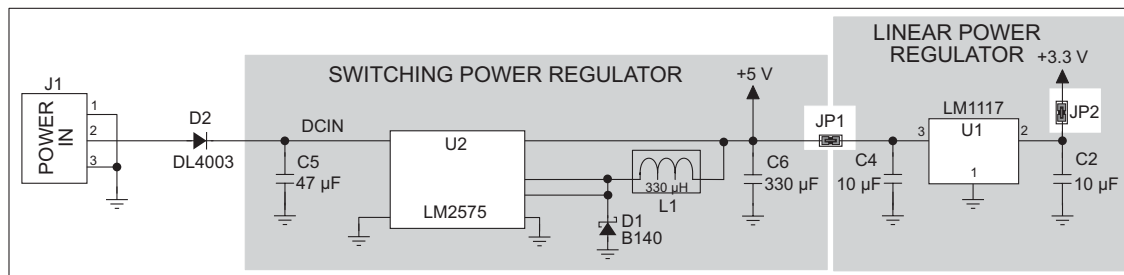 LINEAR POWER
REGULATOR
SWITCHING POWER REGULATOR
+5 V
+3.3 V
J1
POWER
IN
1
2
3
D2
DL4003
DCIN
C5
47 µF
U2
LM2575
330 µH
L1
D1
B140
C6
330 µF
JP1
C4
10 µF
LM1117
U1
3
2
1
JP2
C2
10 µF